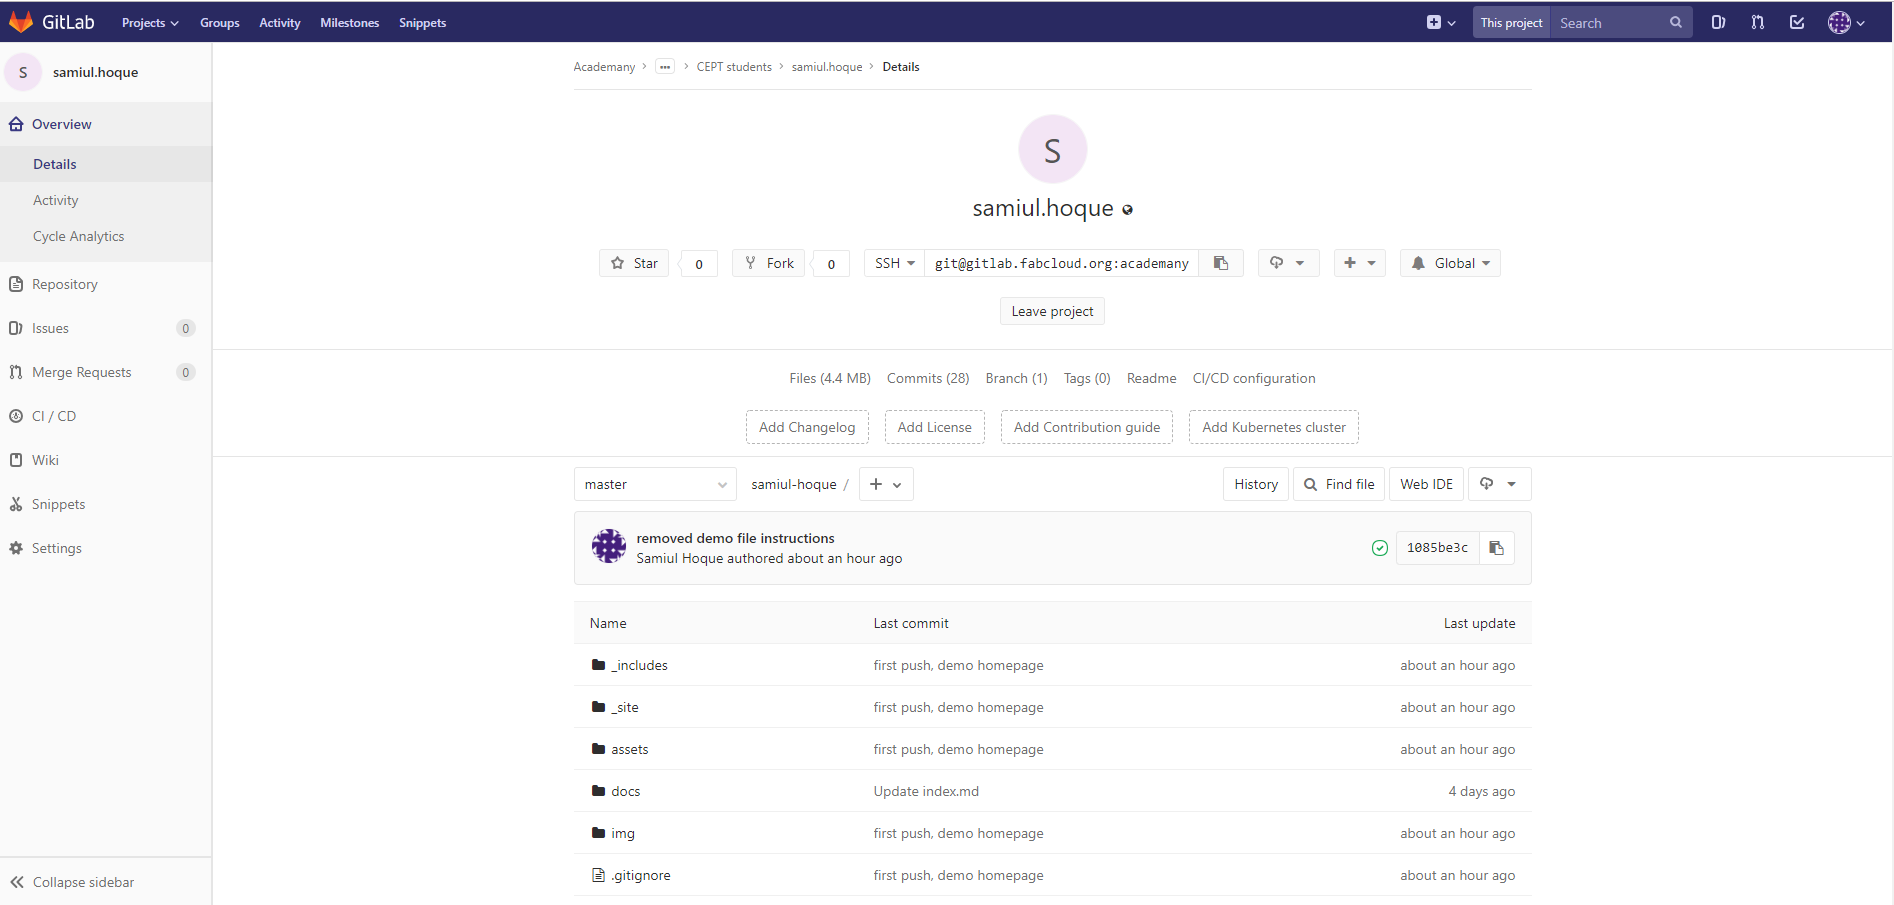 GitLab Projects Groups Activity Milestones Snippets This project Search
S samiul.hoque
Overview
Details
Activity
Cycle Analytics
Repository
Issues 0
Merge Requests 0
CI / CD
Wiki
Snippets
Settings
Collapse sidebar
Academany > ... > CEPT students > samiul.hoque > Details
S
samiul.hoque
Star 0 Fork 0 SSH git@gitlab.fabcloud.org:academany Global
Leave project
Files (4.4 MB) Commits (28) Branch (1) Tags (0) Readme CI/CD configuration
Add Changelog Add License Add Contribution guide Add Kubernetes cluster
master samiul-hoque / + History Find file Web IDE
removed demo file instructions
Samiul Hoque authored about an hour ago
1085be3c
Name Last commit Last update
_includes first push, demo homepage about an hour ago
_site first push, demo homepage about an hour ago
assets first push, demo homepage about an hour ago
docs Update index.md 4 days ago
img first push, demo homepage about an hour ago
.gitignore first push, demo homepage about an hour ago